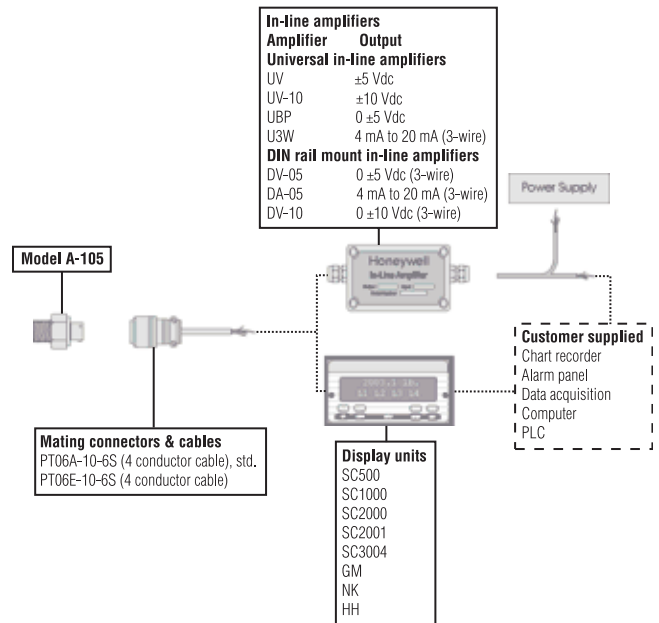 In-line amplifiers
Amplifier Output
Universal in-line amplifiers
UV ±5 Vdc
UV-10 ±10 Vdc
UBP 0 ±5 Vdc
U3W 4 mA to 20 mA (3-wire)
DIN rail mount in-line amplifiers
DV-05 0 ±5 Vdc (3-wire)
DA-05 4 mA to 20 mA (3-wire)
DV-10 0 ±10 Vdc (3-wire)
Power Supply
Model A-105
Honeywell
In-Line Amplifier
Customer supplied
Chart recorder
Alarm panel
Data acquisition
Computer
PLC
Mating connectors & cables
PT06A-10-6S (4 conductor cable), std.
PT06E-10-6S (4 conductor cable)
Display units
SC500
SC1000
SC2000
SC2001
SC3004
GM
NK
HH